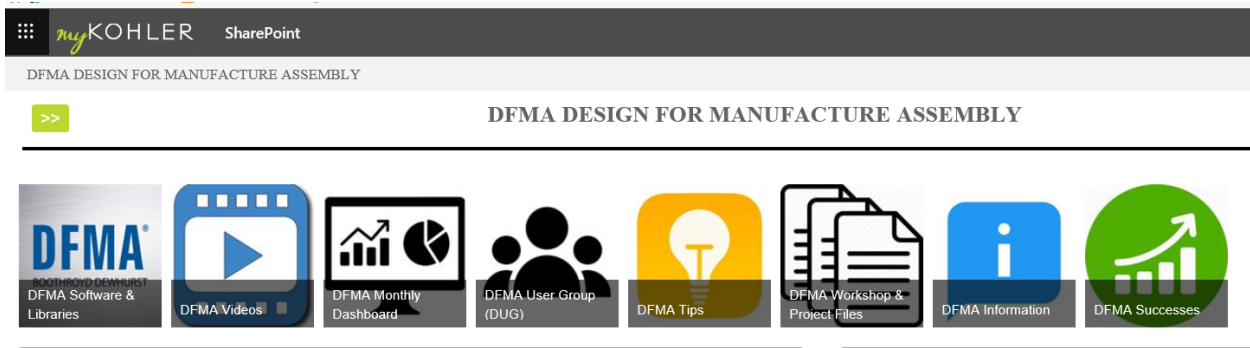 myKOHLER SharePoint
DFMA DESIGN FOR MANUFACTURE ASSEMBLY
>> DFMA DESIGN FOR MANUFACTURE ASSEMBLY
DFMA®
BOOTHROYD DEWHURST
DFMA Software &
Libraries
DFMA Videos
DFMA Monthly
Dashboard
DFMA User Group
(DUG)
DFMA Tips
DFMA Workshop &
Project Files
i
DFMA Information
DFMA Successes